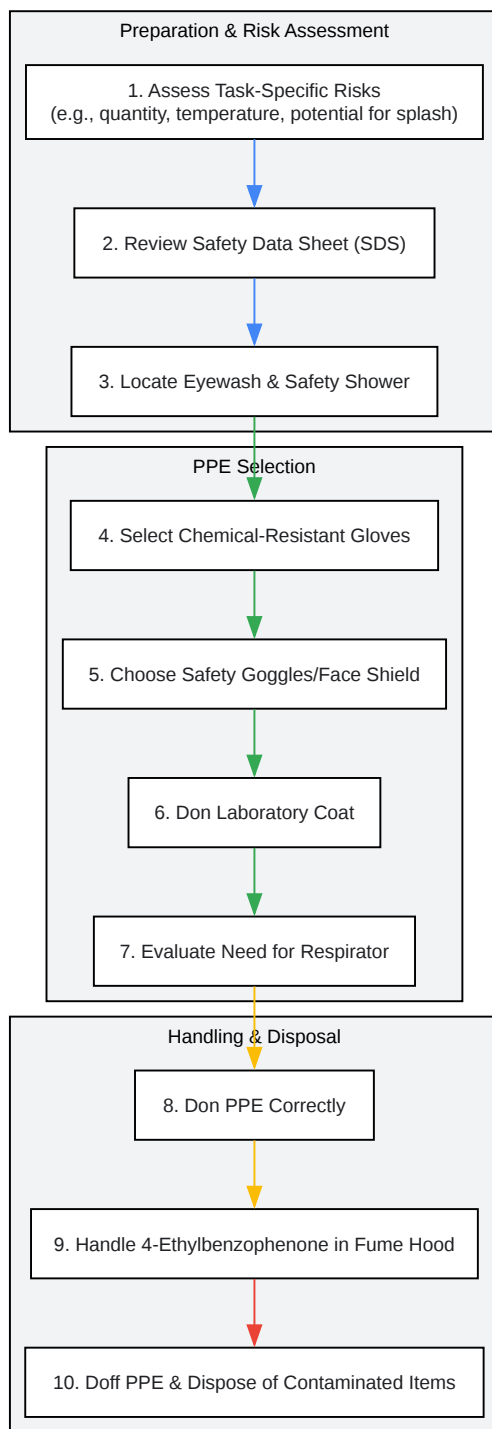 Preparation & Risk Assessment
1. Assess Task-Specific Risks
(e.g., quantity, temperature, potential for splash)
2. Review Safety Data Sheet (SDS)
3. Locate Eyewash & Safety Shower
PPE Selection
4. Select Chemical-Resistant Gloves
5. Choose Safety Goggles/Face Shield
6. Don Laboratory Coat
7. Evaluate Need for Respirator
Handling & Disposal
8. Don PPE Correctly
9. Handle 4-Ethylbenzophenone in Fume Hood
10. Doff PPE & Dispose of Contaminated Items